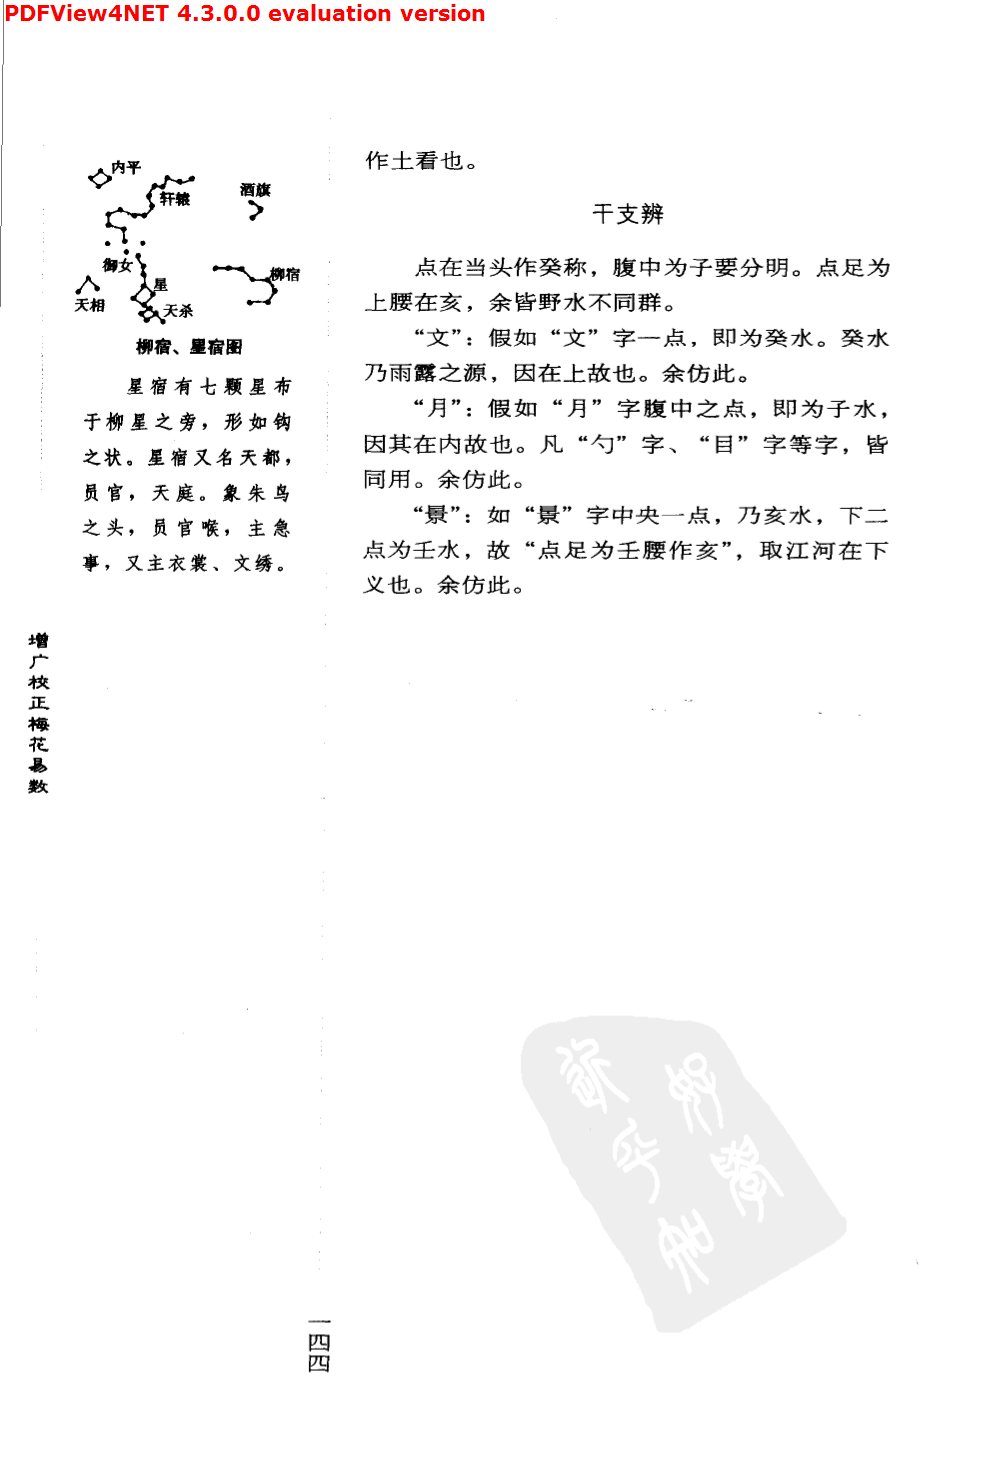 PDFView4NET 4.3.0.0 evaluation version
内平
轩辕
酒旗
御女
柳宿
星
天相
天杀
柳宿、星宿图
星宿有七颗星布
于柳星之旁，形如钩
之状。星宿又名天都，
员官，天庭。象朱鸟
之头，员官喉，主急
事，又主衣裳、文绣。
增广校正梅花易数
作土看也。
干支辨
点在当头作癸称，腹中为子要分明。点足为
上腰在亥，余皆野水不同群。
“文”：假如“文”字一点，即为癸水。癸水
乃雨露之源，因在上故也。余仿此。
“月”：假如“月”字腹中之点，即为子水，
因其在内故也。凡“勺”字、“目”字等字，皆
同用。余仿此。
“景”：如“景”字中央一点，乃亥水，下二
点为壬水，故“点足为壬腰作亥”，取江河在下
义也。余仿此。
一四四